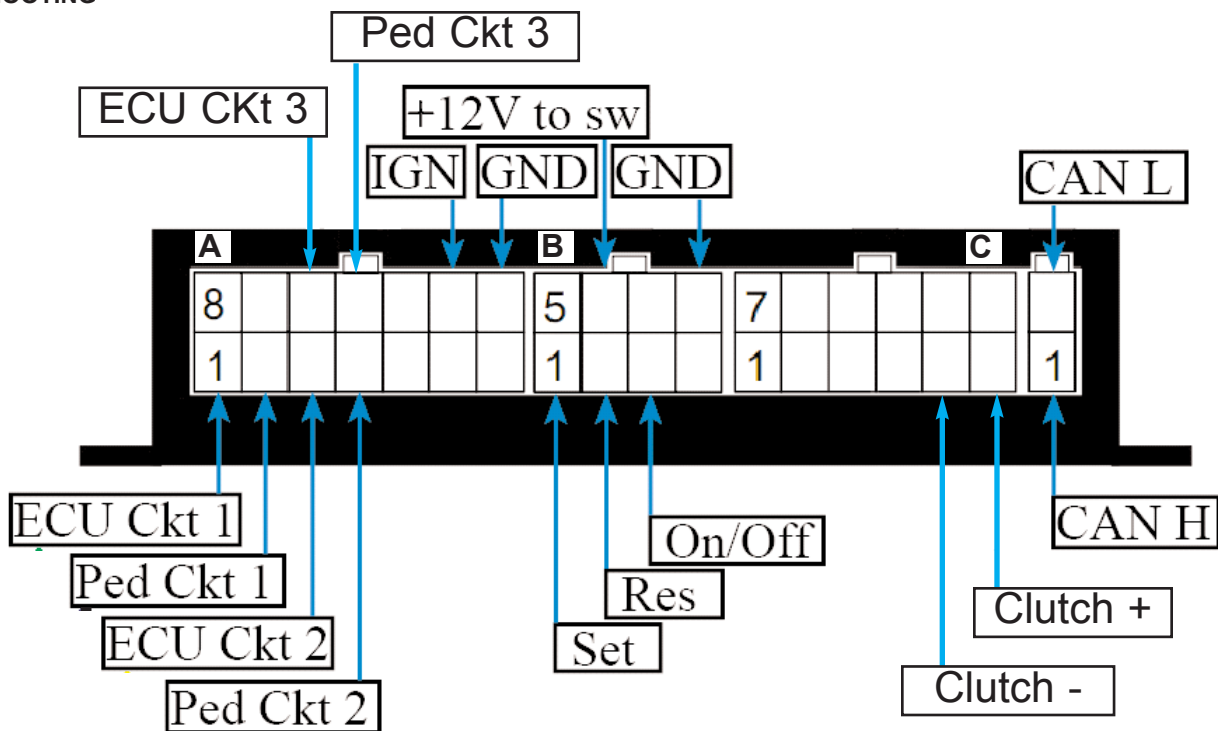 Ped Ckt 3
ECU CKt 3
+12V to sw
IGN
GND
GND
CAN L
A
B
C
8
5
7
1
1
1
1
ECU Ckt 1
On/Off
CAN H
Ped Ckt 1
Res
Clutch +
ECU Ckt 2
Set
Clutch -
Ped Ckt 2